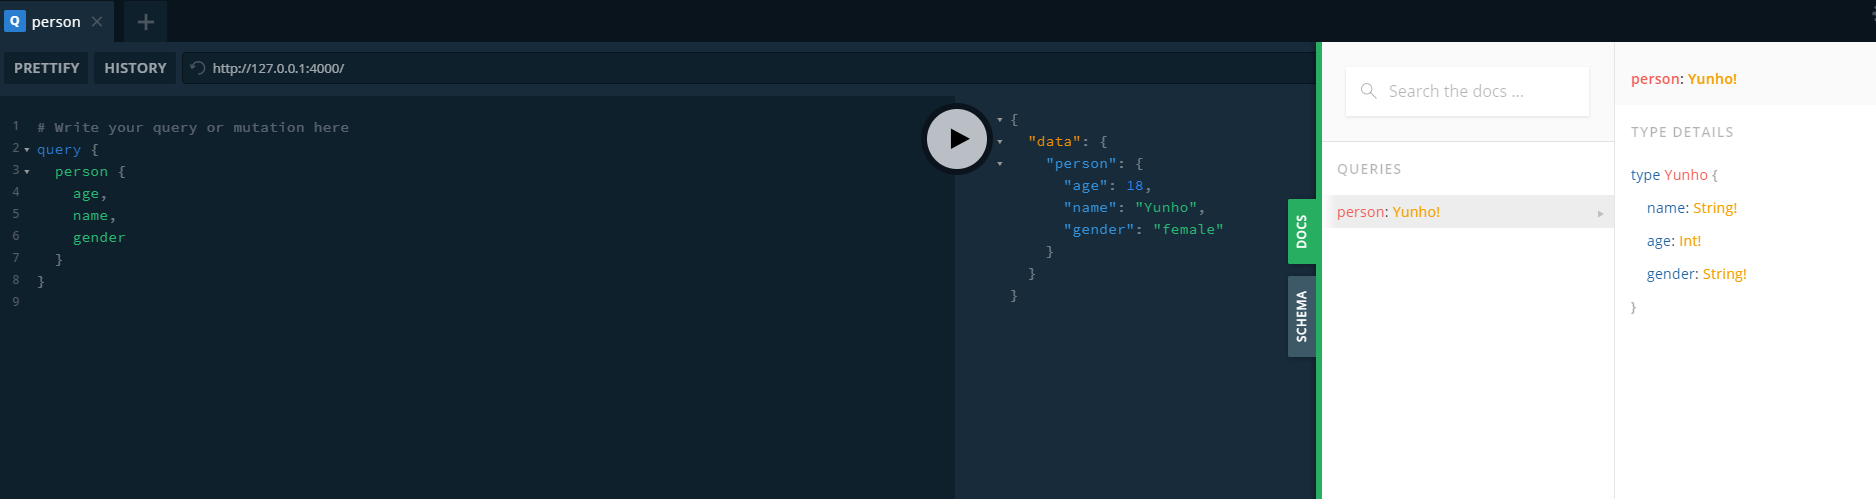 Q person × +
PRETTIFY HISTORY http://127.0.0.1:4000/
1 # Write your query or mutation here
2 query {
3 person {
4 age,
5 name,
6 gender
7 }
8 }
9
{
"data": {
"person": {
"age": 18,
"name": "Yunho",
"gender": "female"
}
}
}
DOCS
SCHEMA
Search the docs ...
QUERIES
person: Yunho!
person: Yunho!
TYPE DETAILS
type Yunho {
name: String!
age: Int!
gender: String!
}